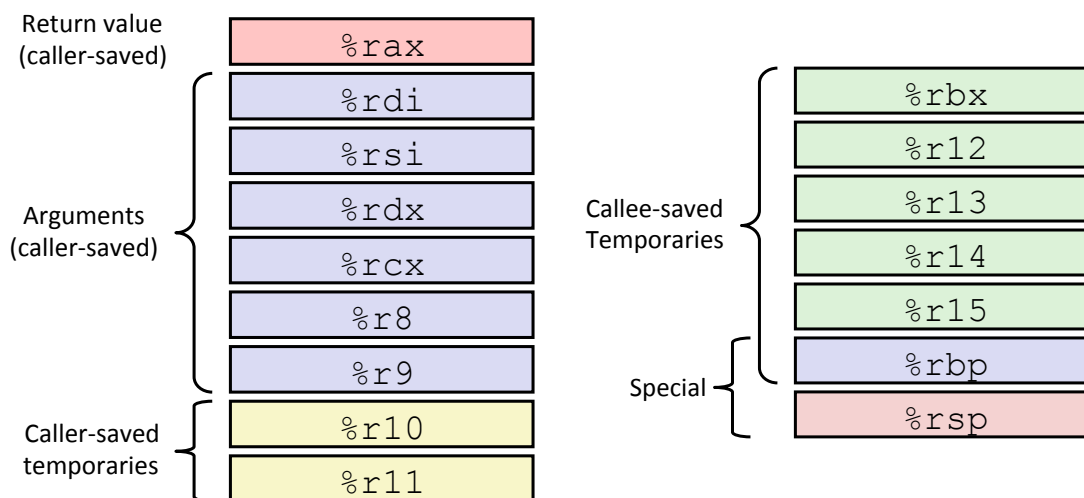 Return value
(caller-saved)
%rax
Arguments
(caller-saved)
%rdi
%rsi
%rdx
%rcx
%r8
%r9
Caller-saved
temporaries
%r10
%r11
Callee-saved
Temporaries
%rbx
%r12
%r13
%r14
%r15
Special
%rbp
%rsp